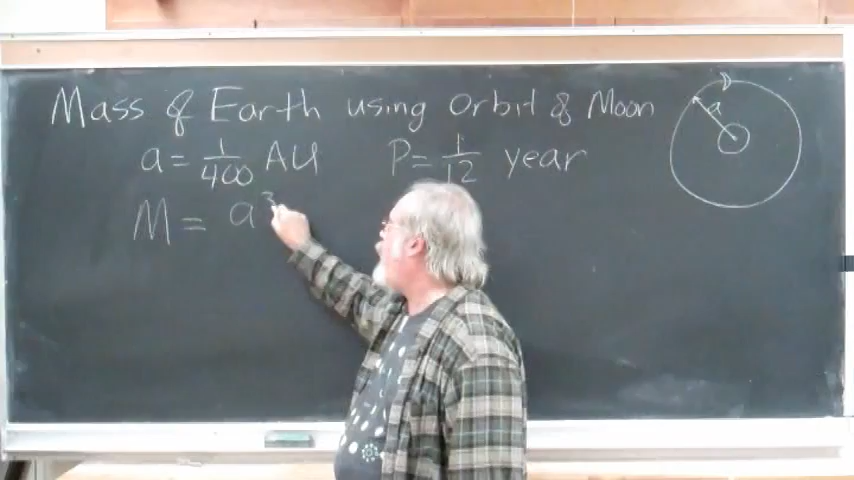 Mass of Earth using Orbit of Moon
a = 1/400 AU P = 1/12 year
M = a³
a